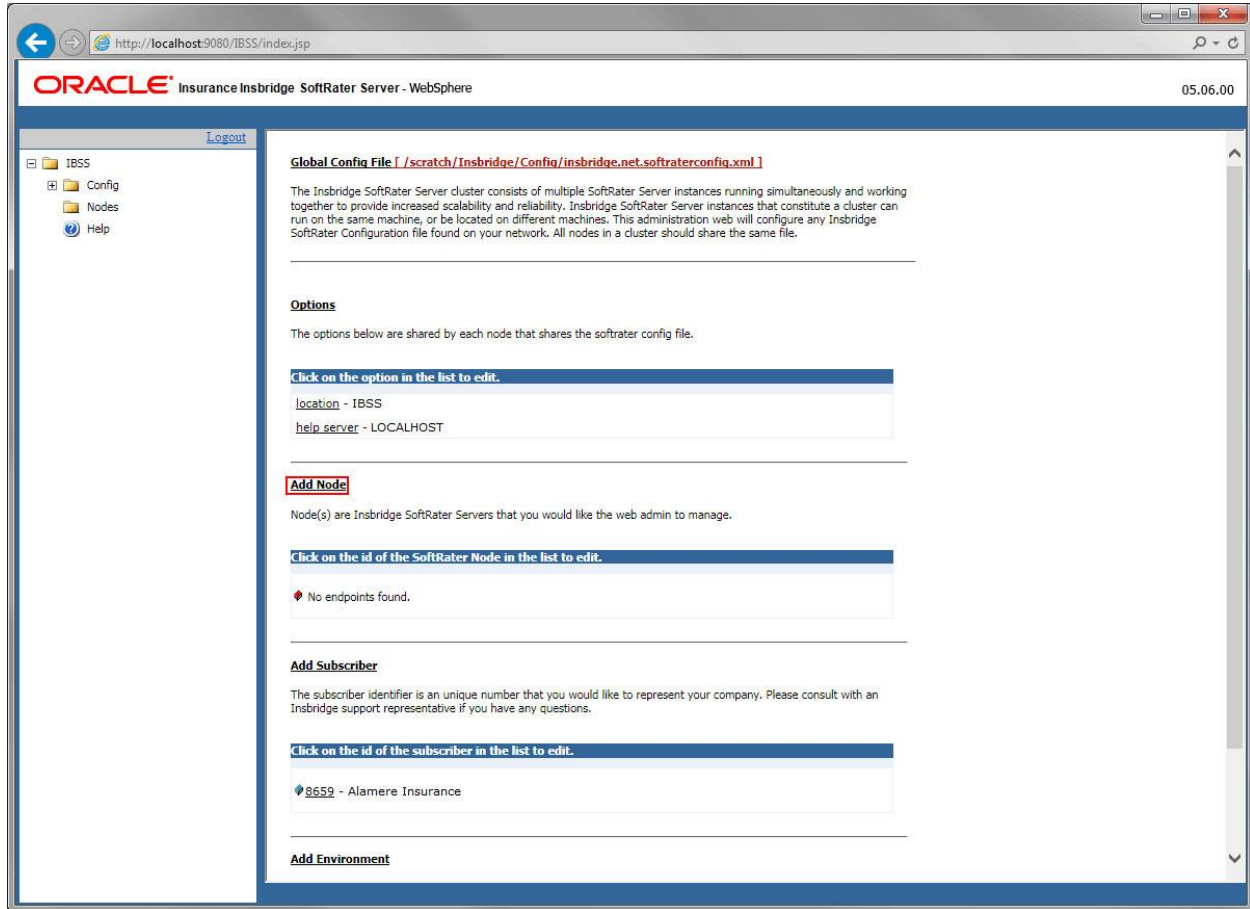 http://localhost:9080/IBSS/index.jsp
ORACLE Insurance Insbridge SoftRater Server - WebSphere
05.06.00
Logout
IBSS
Config
Nodes
Help
Global Config File [ /scratch/Insbridge/Config/insbridge.net.softraterconfig.xml ]
The Insbridge SoftRater Server cluster consists of multiple SoftRater Server instances running simultaneously and working
together to provide increased scalability and reliability. Insbridge SoftRater Server instances that constitute a cluster can
run on the same machine, or be located on different machines. This administration web will configure any Insbridge
SoftRater Configuration file found on your network. All nodes in a cluster should share the same file.
Options
The options below are shared by each node that shares the softrater config file.
Click on the option in the list to edit.
location - IBSS
help server - LOCALHOST
Add Node
Node(s) are Insbridge SoftRater Servers that you would like the web admin to manage.
Click on the id of the SoftRater Node in the list to edit.
No endpoints found.
Add Subscriber
The subscriber identifier is an unique number that you would like to represent your company. Please consult with an
Insbridge support representative if you have any questions.
Click on the id of the subscriber in the list to edit.
8659 - Alamere Insurance
Add Environment